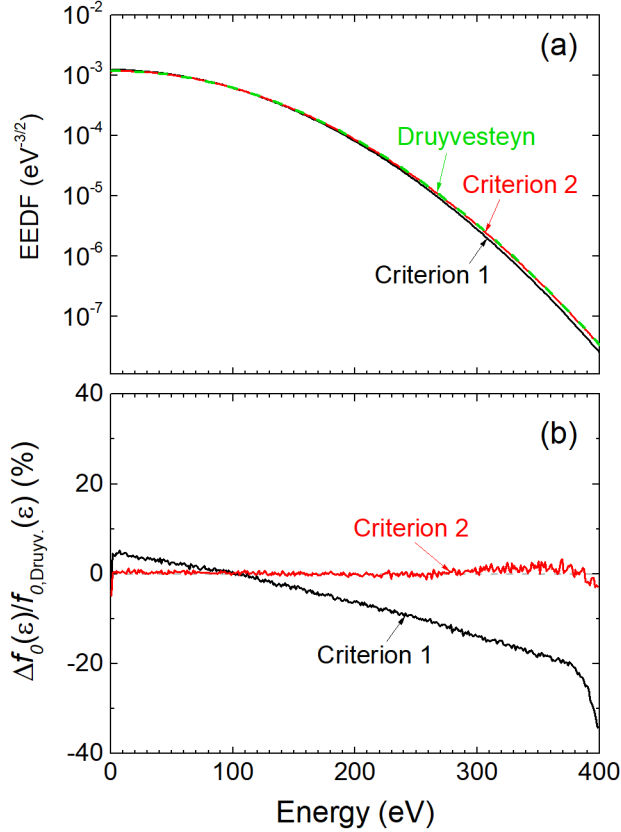 10⁻²
(a)
10⁻³
10⁻⁴
Druyvesteyn
Criterion 2
10⁻⁵
10⁻⁶
Criterion 1
10⁻⁷
EEDF (eV⁻³/²)
40
(b)
20
Criterion 2
0
Criterion 1
-20
-40
Δf₀(ε)/f₀,Druyv.(ε) (%)
0 100 200 300 400
Energy (eV)